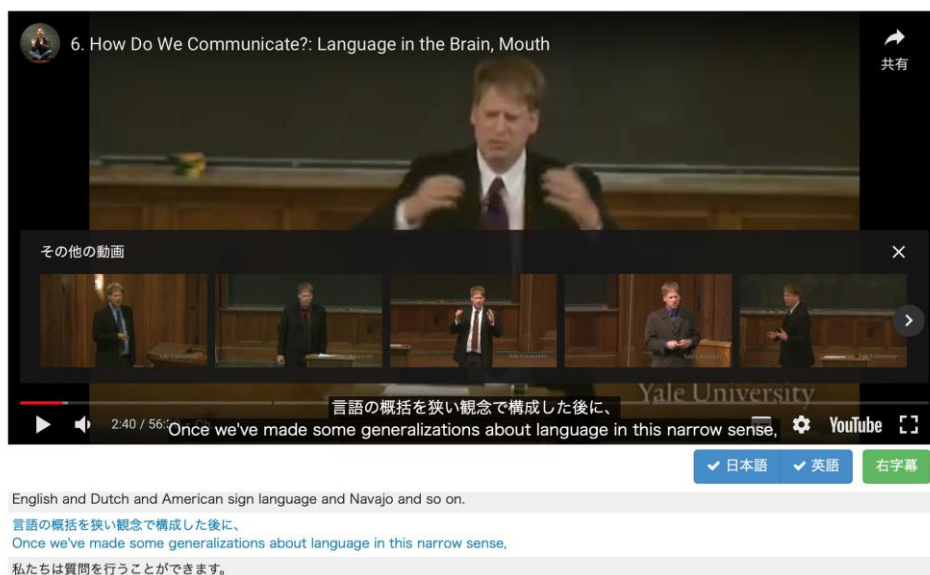 6. How Do We Communicate?: Language in the Brain, Mouth
共有
その他の動画
Yale University
言語の概括を狭い観念で構成した後に、
2:40 / 56:
Once we've made some generalizations about language in this narrow sense,
YouTube
日本語
英語
右字幕
English and Dutch and American sign language and Navajo and so on.
言語の概括を狭い観念で構成した後に、
Once we've made some generalizations about language in this narrow sense,
私たちは質問を行うことができます。